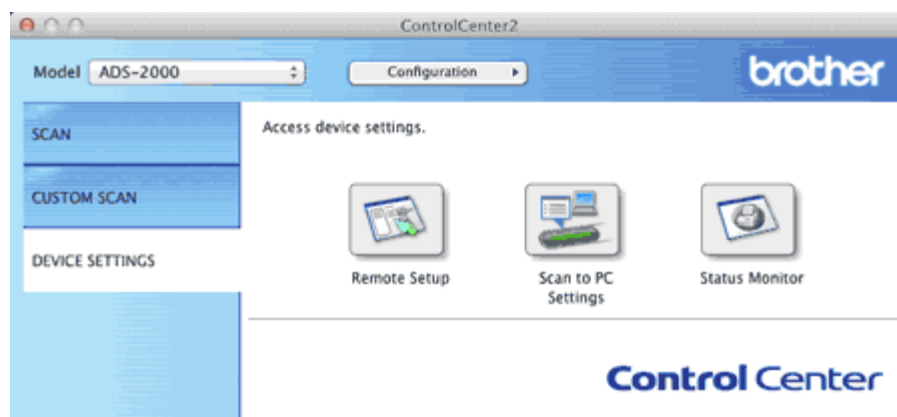 ControlCenter2
Model ADS-2000 Configuration brother
SCAN
CUSTOM SCAN
DEVICE SETTINGS
Access device settings.
Remote Setup
Scan to PC
Settings
Status Monitor
Control Center